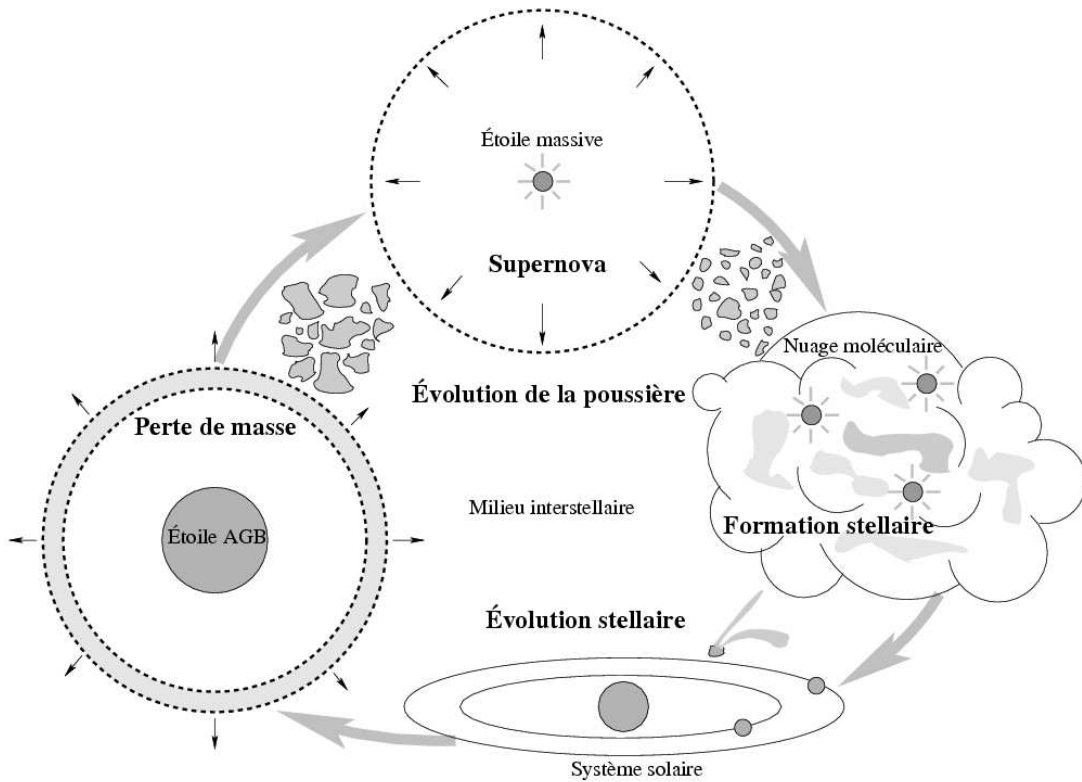 Étoile massive
Supernova
Nuage moléculaire
Évolution de la poussière
Perte de masse
Milieu interstellaire
Formation stellaire
Étoile AGB
Évolution stellaire
Système solaire